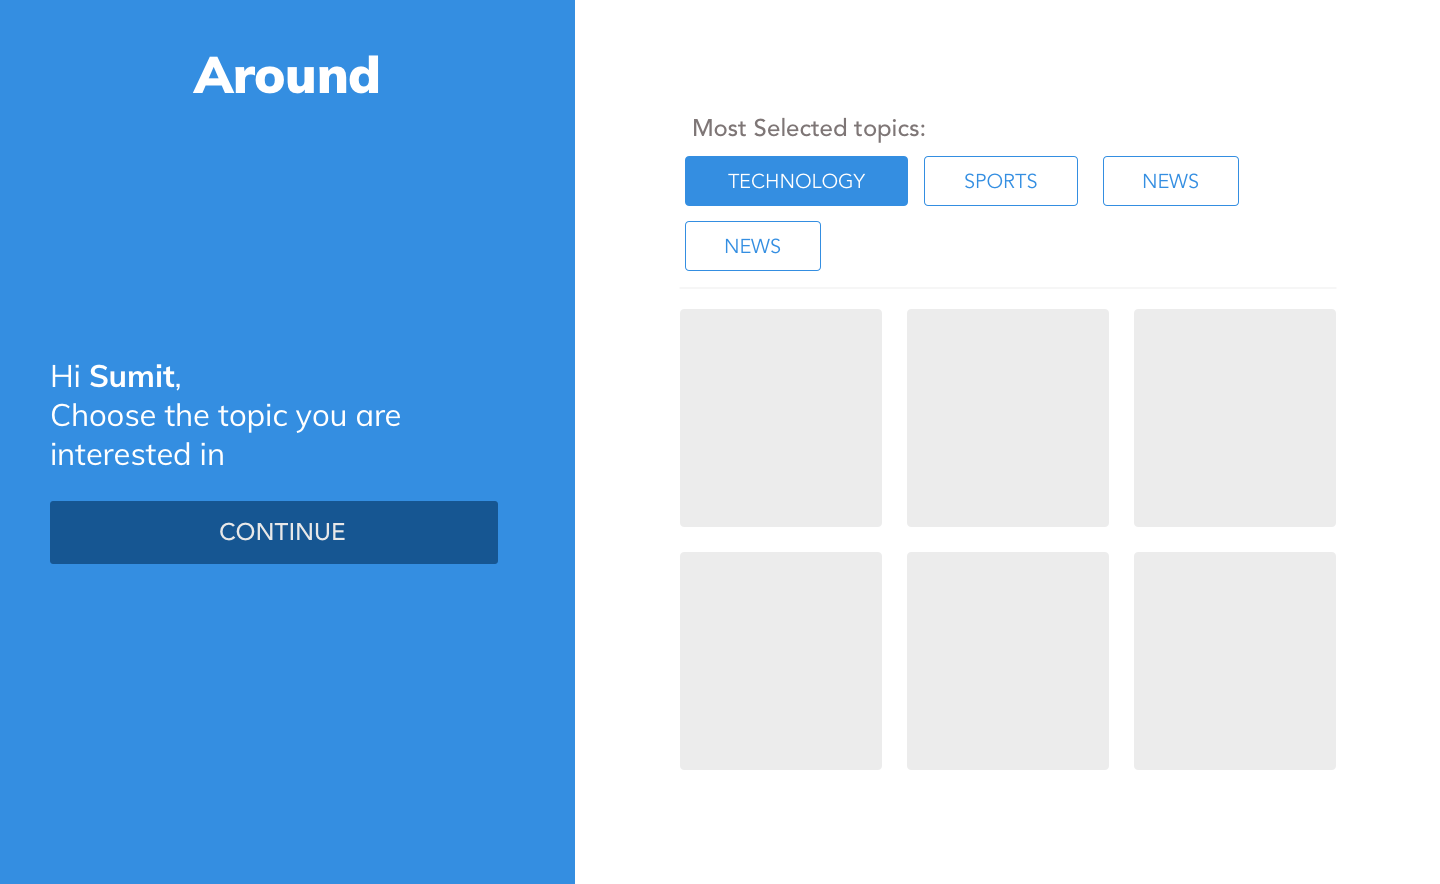 Around
Hi Sumit,
Choose the topic you are
interested in
CONTINUE
Most Selected topics:
TECHNOLOGY
SPORTS
NEWS
NEWS